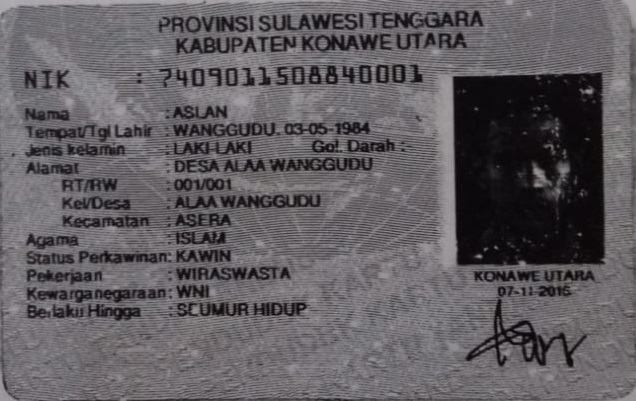 PROVINSI SULAWESI TENGGARA
KABUPATEN KONAWE UTARA
NIK : 7409011508840001
Nama : ASLAN
Tempat/Tgl Lahir : WANGGUDU, 03-05-1984
Jenis kelamin : LAKI-LAKI Gol. Darah :-
Alamat : DESA ALAA WANGGUDU
RT/RW : 001/001
Kel/Desa : ALAA WANGGUDU
Kecamatan : ASERA
Agama : ISLAM
Status Perkawinan: KAWIN
Pekerjaan : WIRASWASTA
Kewarganegaraan: WNI
Berlaku Hingga : SEUMUR HIDUP
KONAWE UTARA
07-11-2015